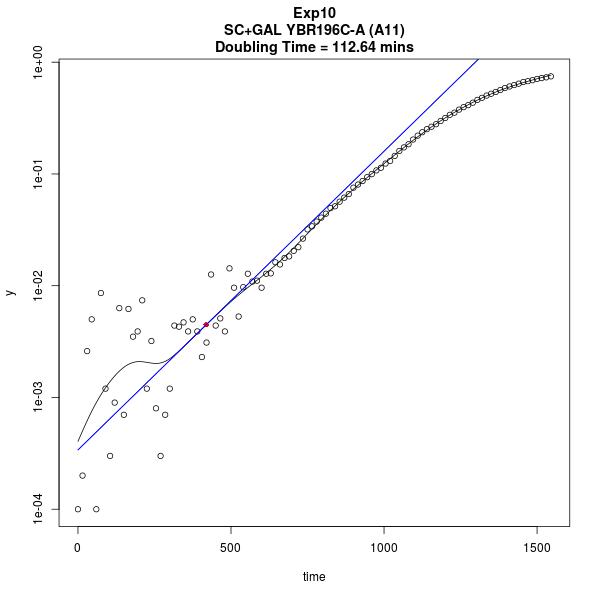 Exp10
SC+GAL YBR196C-A (A11)
Doubling Time = 112.64 mins
1e+00
1e-01
1e-02
1e-03
1e-04
y
0 500 1000 1500
time